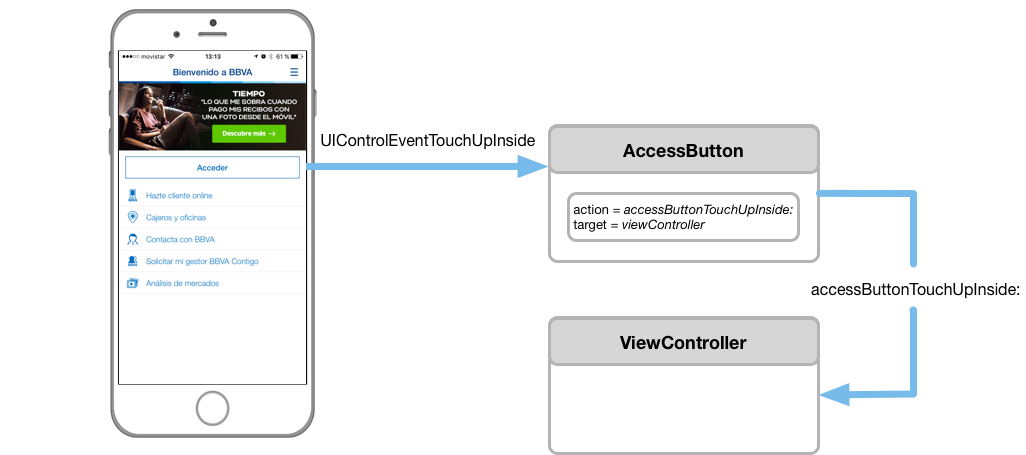 movistar 13:13 61 %
Bienvenido a BBVA
TIEMPO
"LO QUE ME SOBRA CUANDO
PAGO MIS RECIBOS CON
UNA FOTO DESDE EL MÓVIL"
Descubre más →
Acceder
Hazte cliente online
Cajeros y oficinas
Contacta con BBVA
Solicitar mi gestor BBVA Contigo
Análisis de mercados
UIControlEventTouchUpInside
AccessButton
action = accessButtonTouchUpInside:
target = viewController
accessButtonTouchUpInside:
ViewController